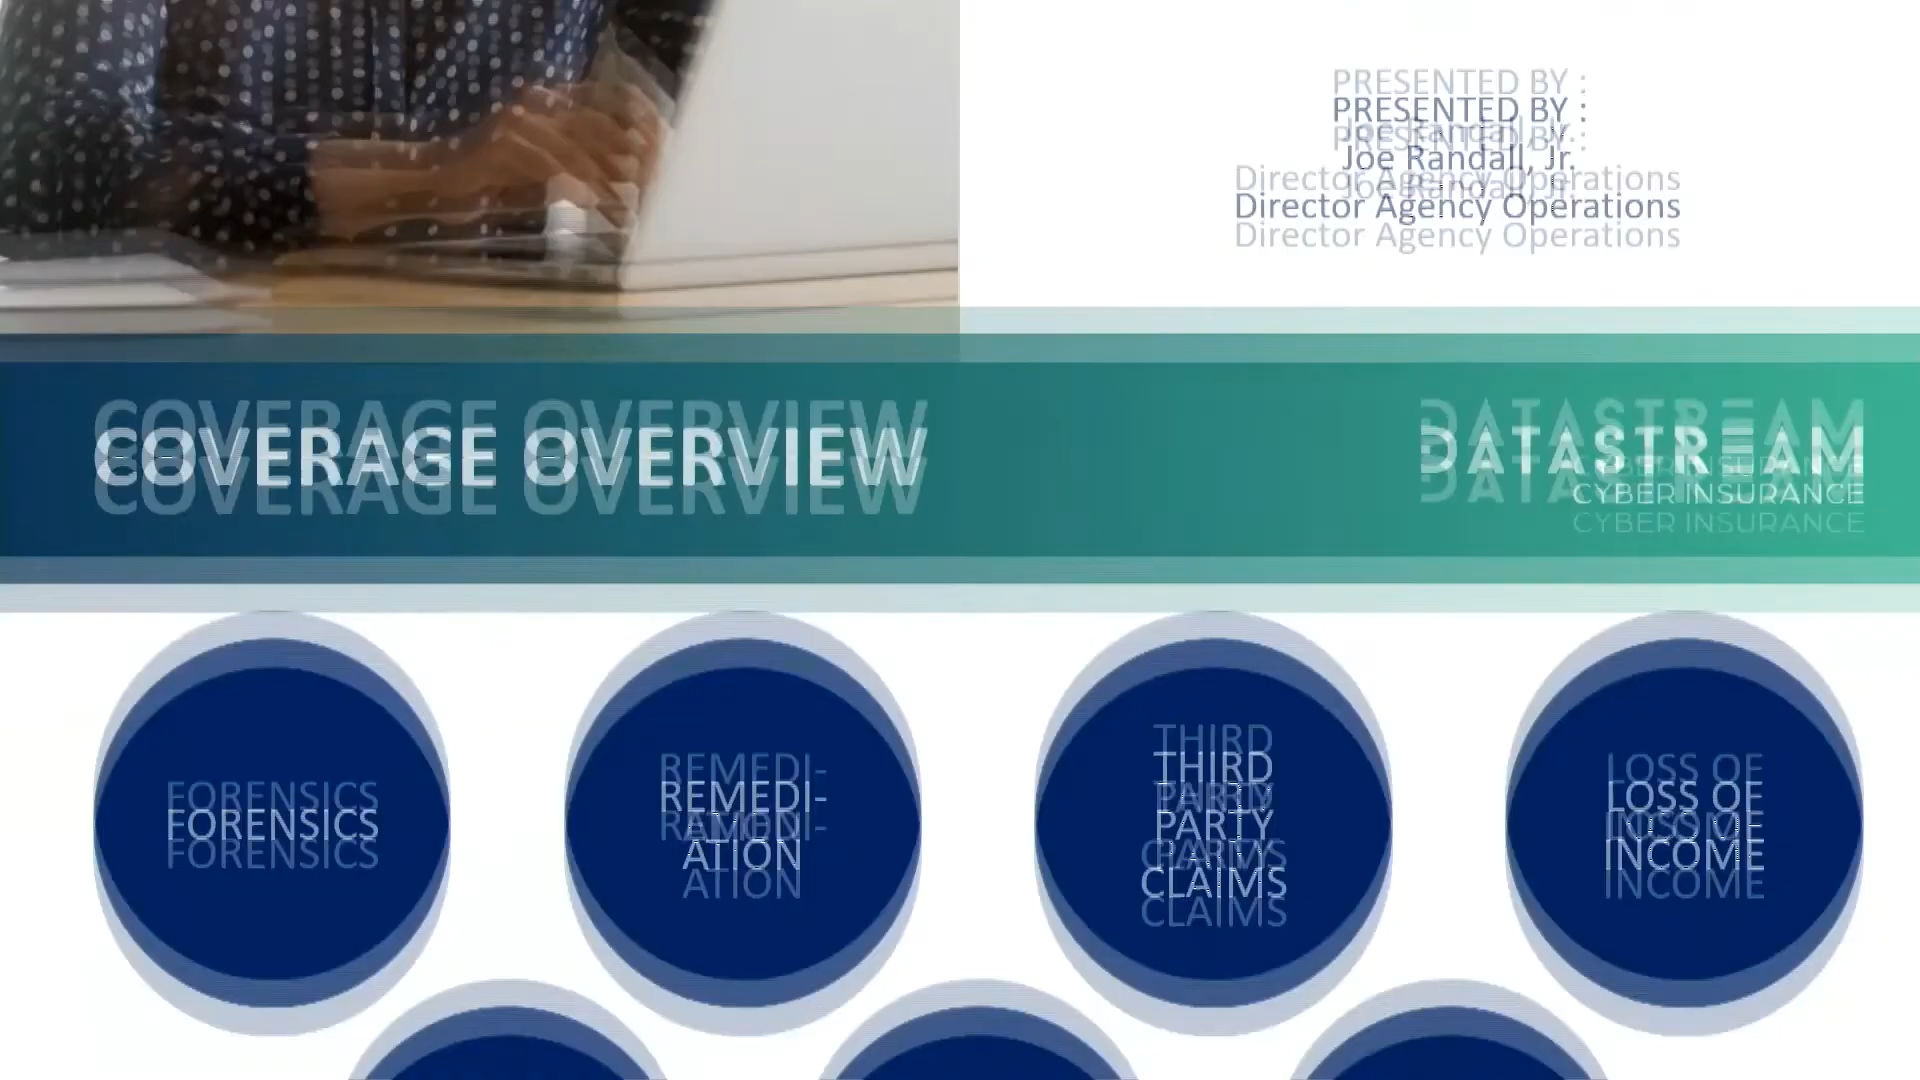 PRESENTED BY :
Joe Randall, Jr.
Director Agency Operations
COVERAGE OVERVIEW
DATASTREAM
CYBER INSURANCE
FORENSICS
REMEDI-
ATION
THIRD
PARTY
CLAIMS
LOSS OF
INCOME